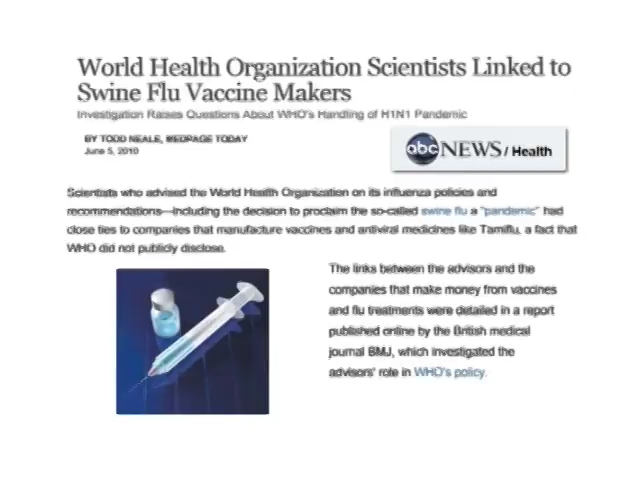 World Health Organization Scientists Linked to
Swine Flu Vaccine Makers
Investigation Raises Questions About WHO's Handling of H1N1 Pandemic
BY TODD NEALE, MEDPAGE TODAY
June 5, 2010
abc NEWS / Health
Scientists who advised the World Health Organization on its influenza policies and
recommendations—including the decision to proclaim the so-called swine flu a "pandemic" had
close ties to companies that manufacture vaccines and antiviral medicines like Tamiflu, a fact that
WHO did not publicly disclose.
The links between the advisors and the
companies that make money from vaccines
and flu treatments were detailed in a report
published online by the British medical
journal BMJ, which investigated the
advisors' role in WHO's policy.